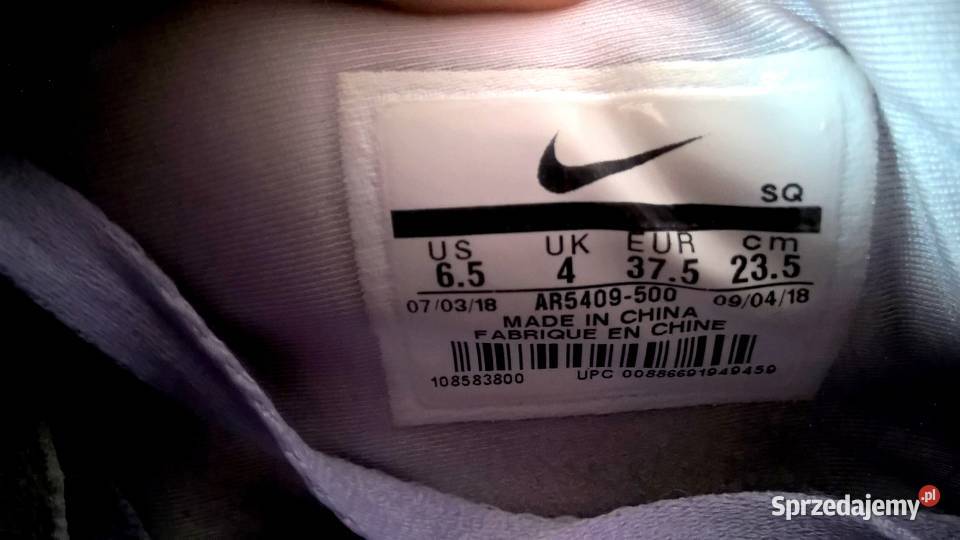 SQ
US UK EUR cm
6.5 4 37.5 23.5
07/03/18 AR5409-500 09/04/18
MADE IN CHINA
FABRIQUE EN CHINE
108583800 UPC 00886691949459
Sprzedajemy.pl